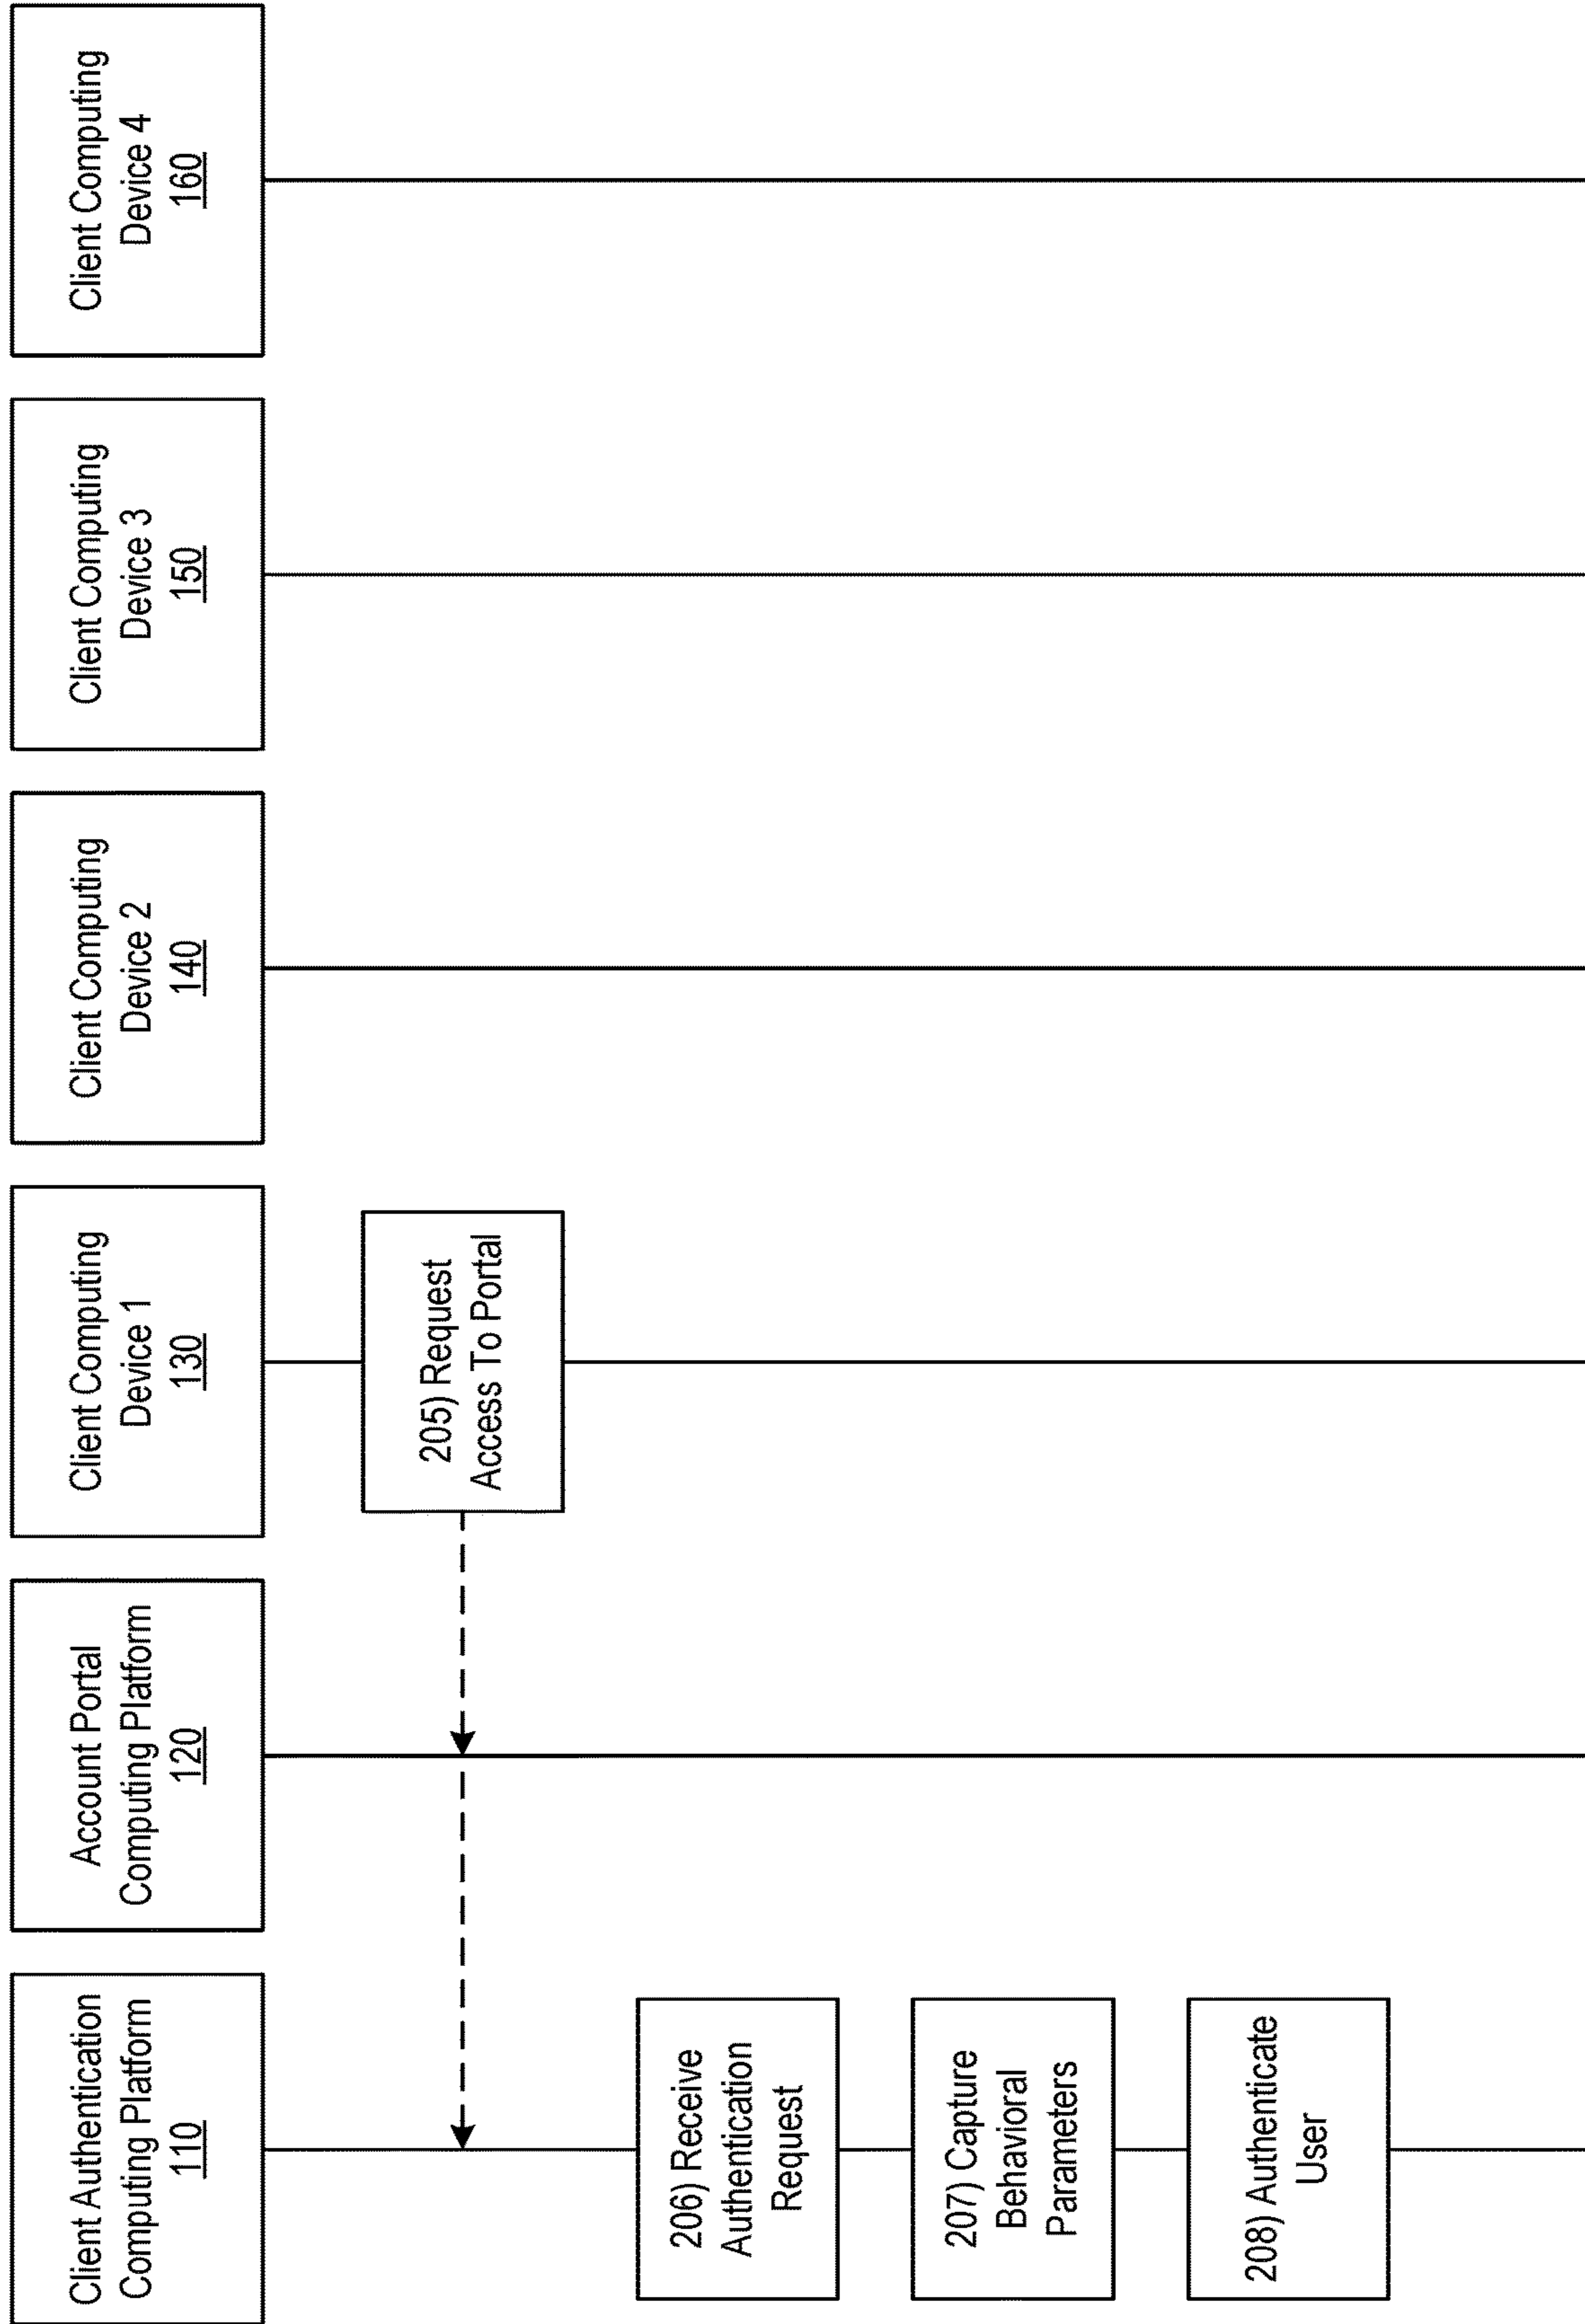 Client Authentication
Computing Platform
110
Account Portal
Computing Platform
120
Client Computing
Device 1
130
Client Computing
Device 2
140
Client Computing
Device 3
150
Client Computing
Device 4
160
205) Request
Access To Portal
206) Receive
Authentication
Request
207) Capture
Behavioral
Parameters
208) Authenticate
User